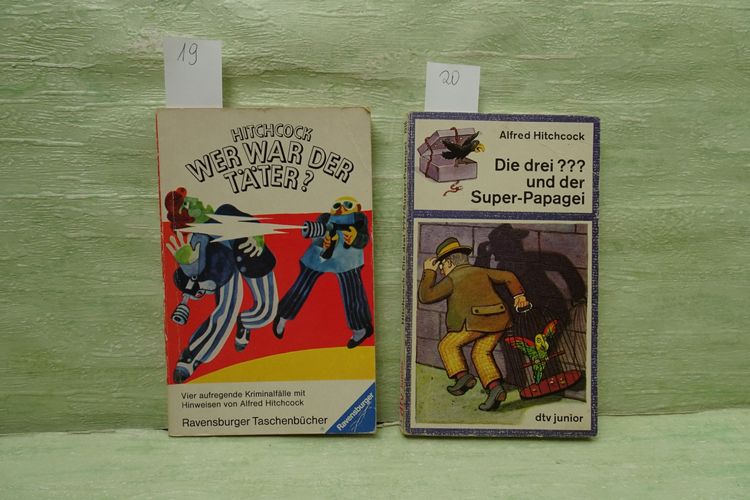 19
HITCHCOCK
WER WAR DER
TÄTER?
Vier aufregende Kriminalfälle mit
Hinweisen von Alfred Hitchcock
Ravensburger Taschenbücher
Ravensburger
20
Alfred Hitchcock
Die drei ???
und der
Super-Papagei
dtv junior